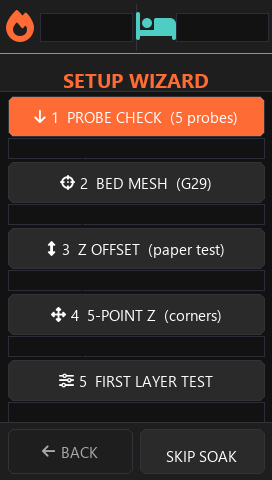 SETUP WIZARD
1 PROBE CHECK (5 probes)
2 BED MESH (G29)
3 Z OFFSET (paper test)
4 5-POINT Z (corners)
5 FIRST LAYER TEST
BACK
SKIP SOAK